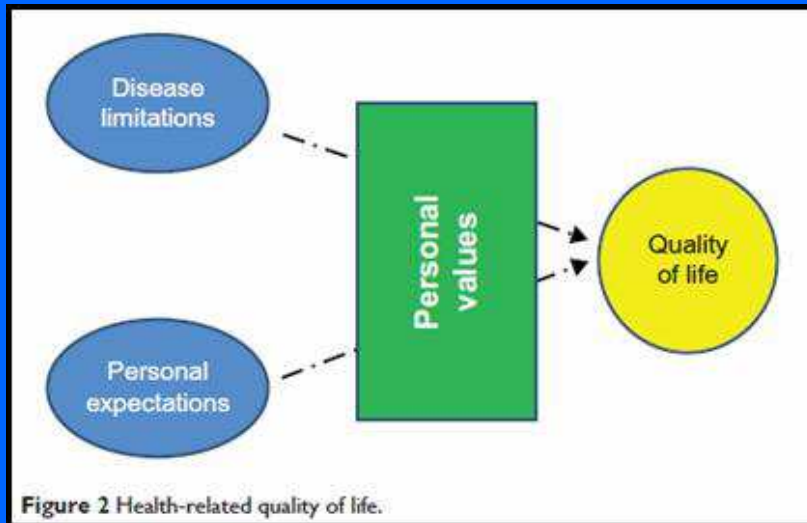 Disease
limitations
Personal
values
Quality
of life
Personal
expectations
Figure 2 Health-related quality of life.